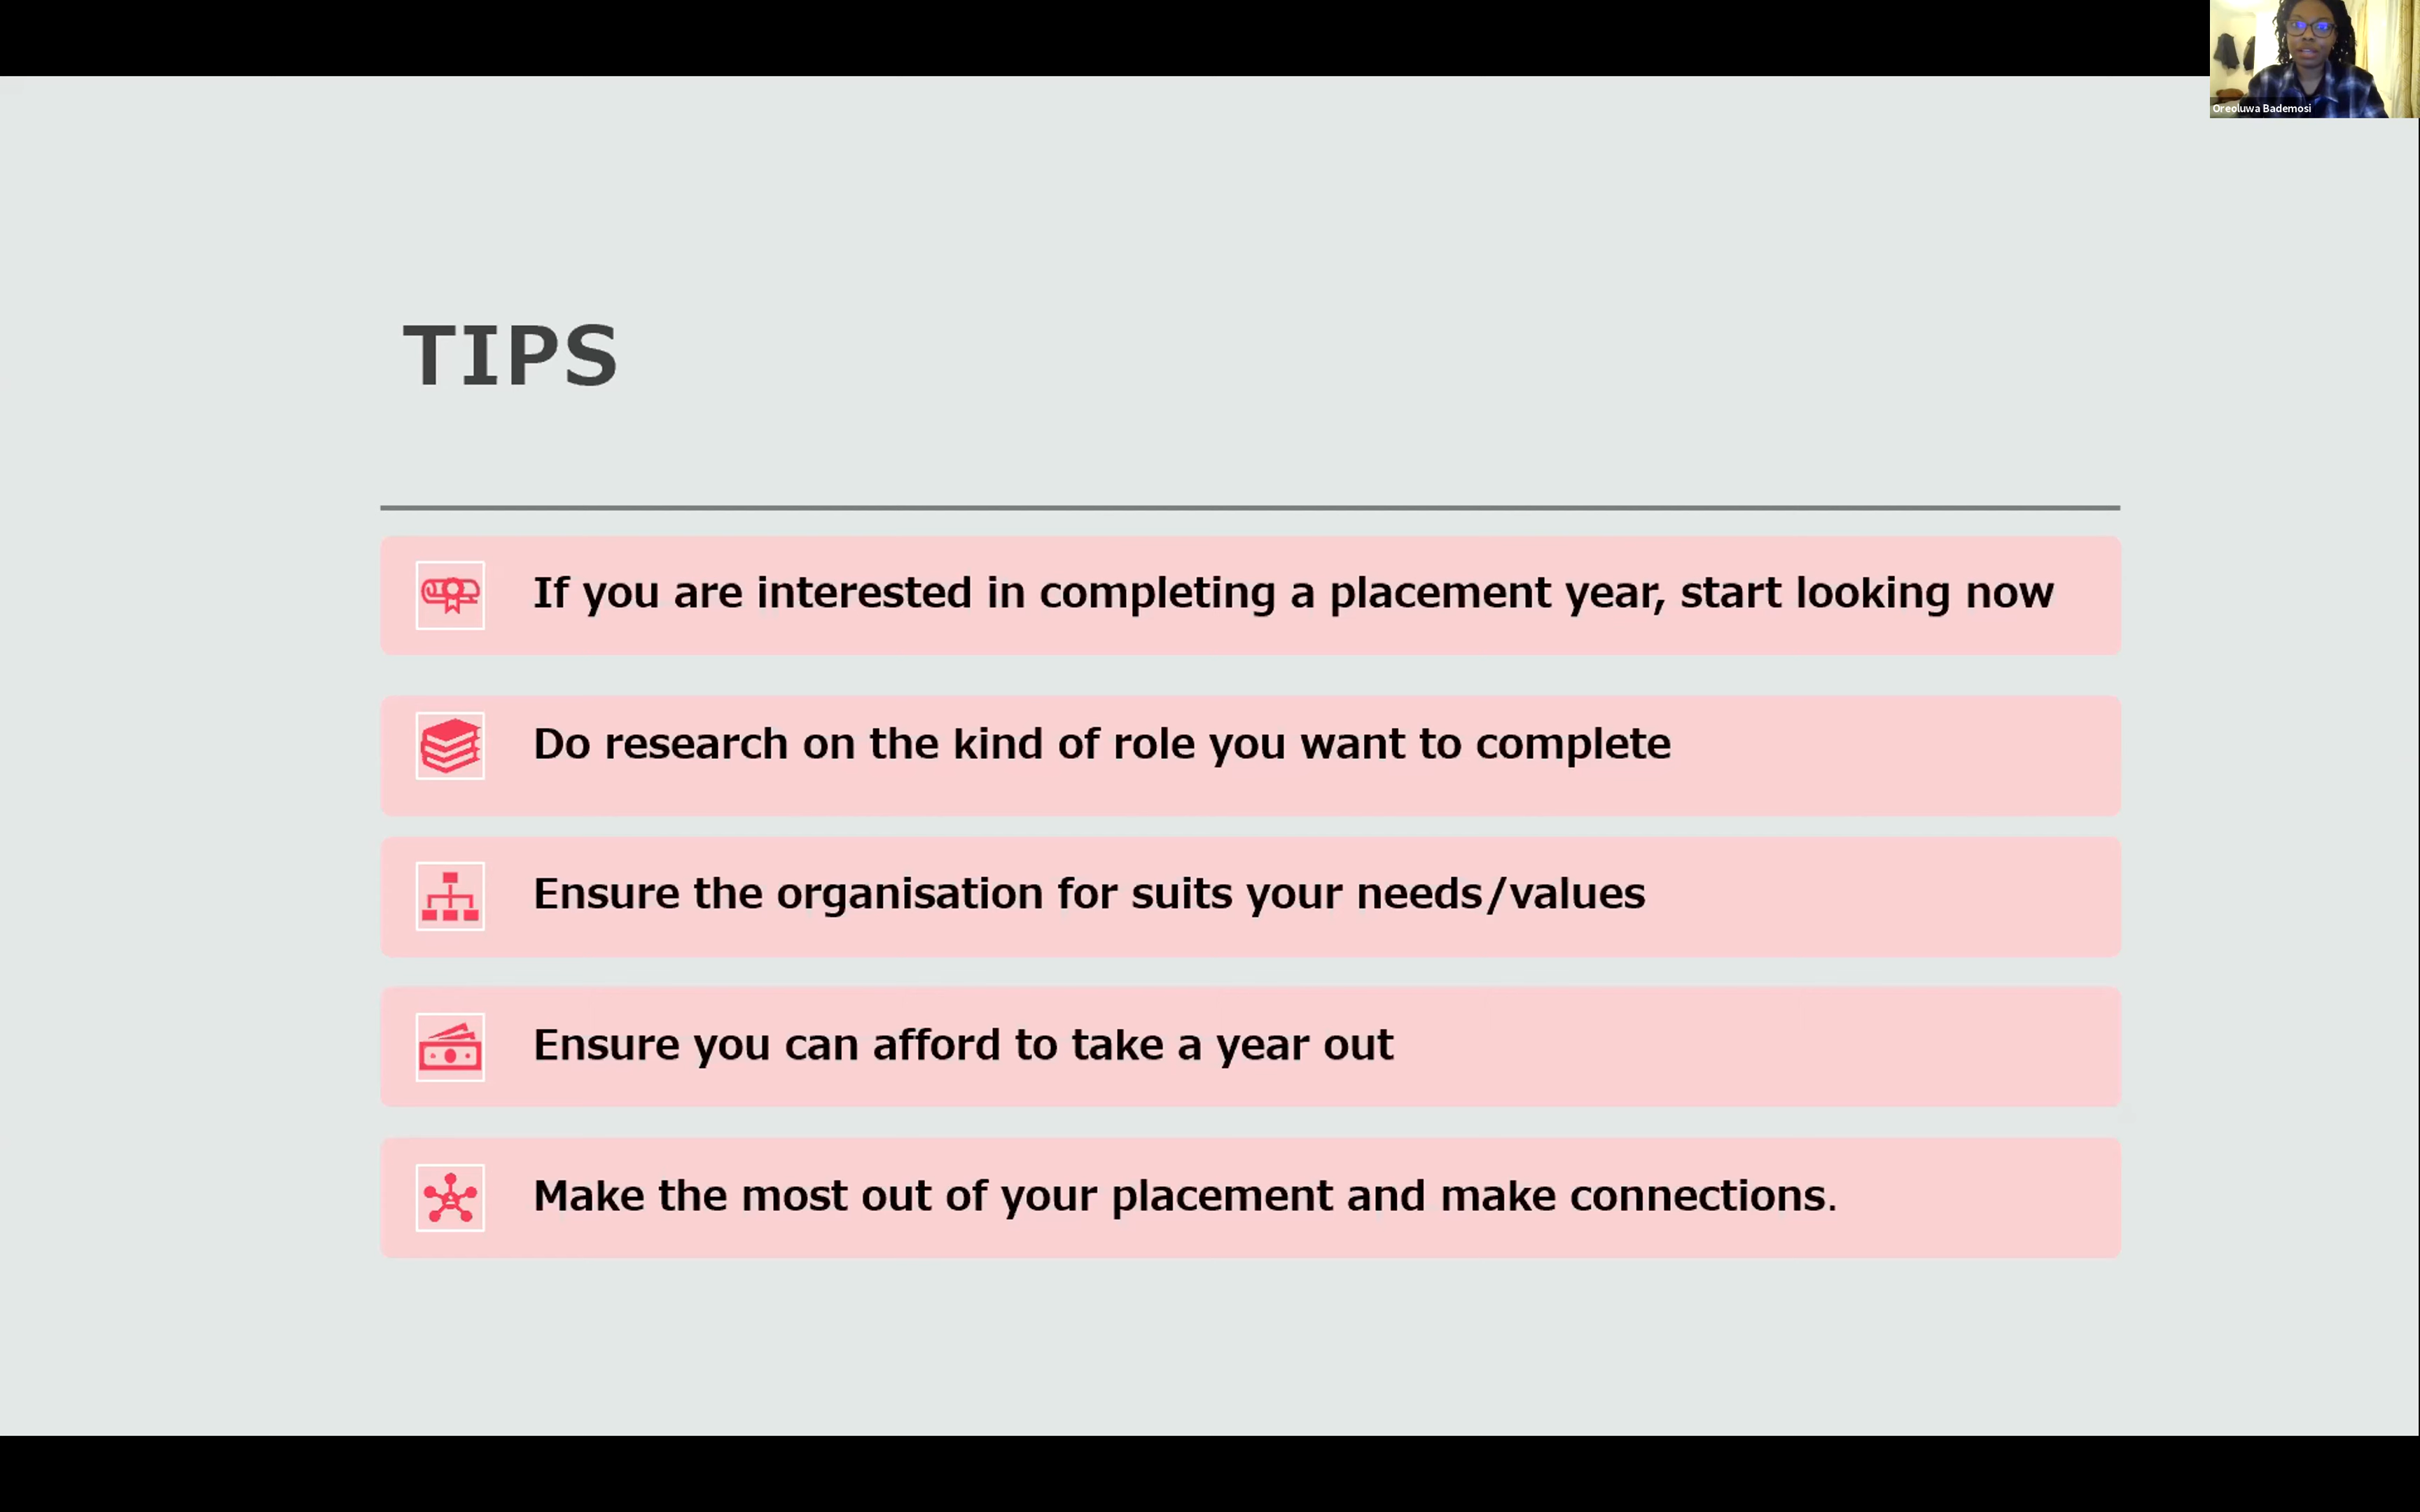 Oreoluwa Bademosi
TIPS
If you are interested in completing a placement year, start looking now
Do research on the kind of role you want to complete
Ensure the organisation for suits your needs/values
Ensure you can afford to take a year out
Make the most out of your placement and make connections.